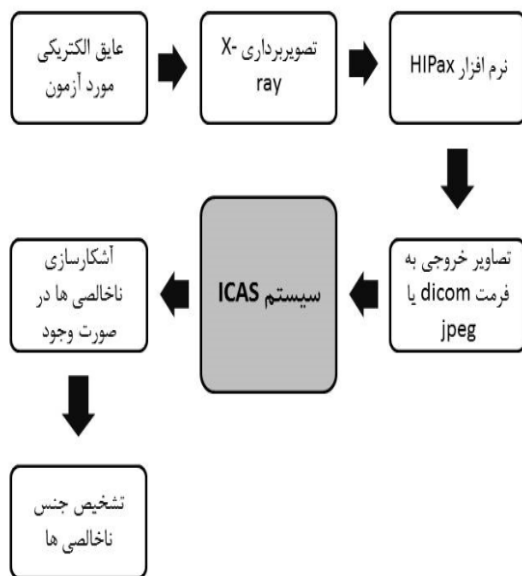 عایق الکتریکی
مورد آزمون
تصویربرداری X-
ray
نرم افزار HIPax
تصاویر خروجی به
فرمت dicom یا
jpeg
سیستم ICAS
آشکارسازی
ناخالصی ها در
صورت وجود
تشخیص جنس
ناخالصی ها